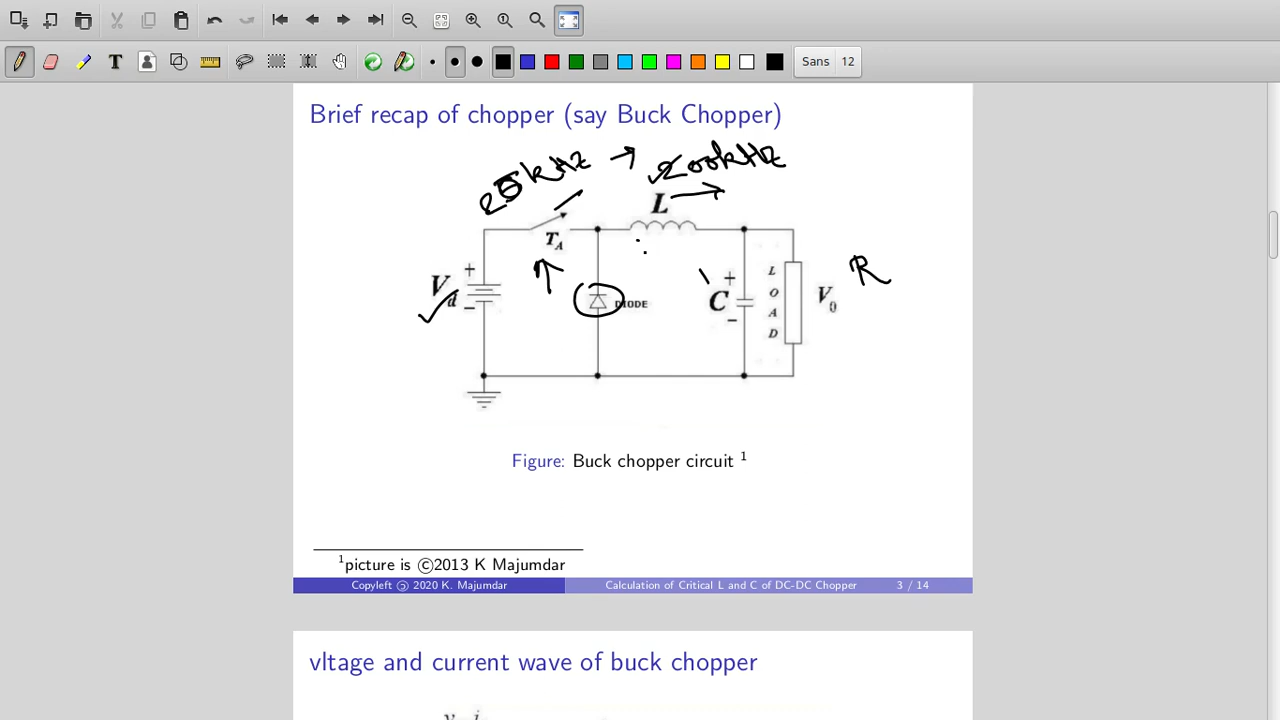 T Sans 12
Brief recap of chopper (say Buck Chopper)
25kHz → 200kHz
L
T_A
V_d + −
DIODE
C + −
LOAD
V_0
R
Figure: Buck chopper circuit ¹
¹picture is ©2013 K Majumdar
Copyleft 🄯 2020 K. Majumdar Calculation of Critical L and C of DC-DC Chopper 3 / 14
vltage and current wave of buck chopper